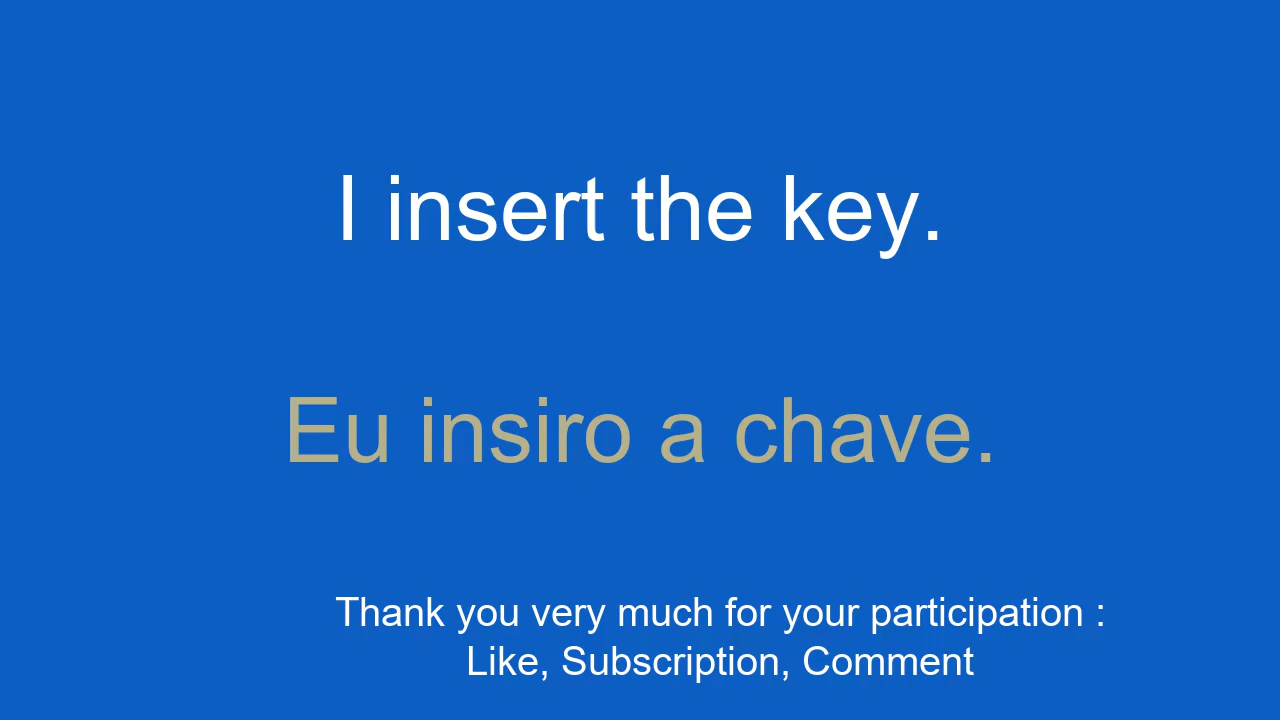 I insert the key.
Eu insiro a chave.
Thank you very much for your participation :
Like, Subscription, Comment